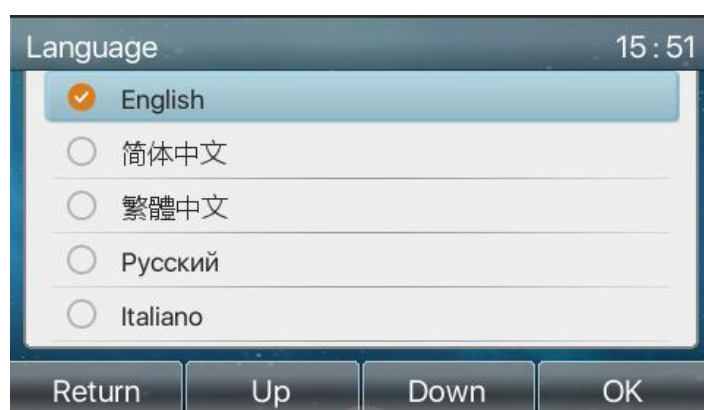 Language 15:51
English
简体中文
繁體中文
Русский
Italiano
Return Up Down OK